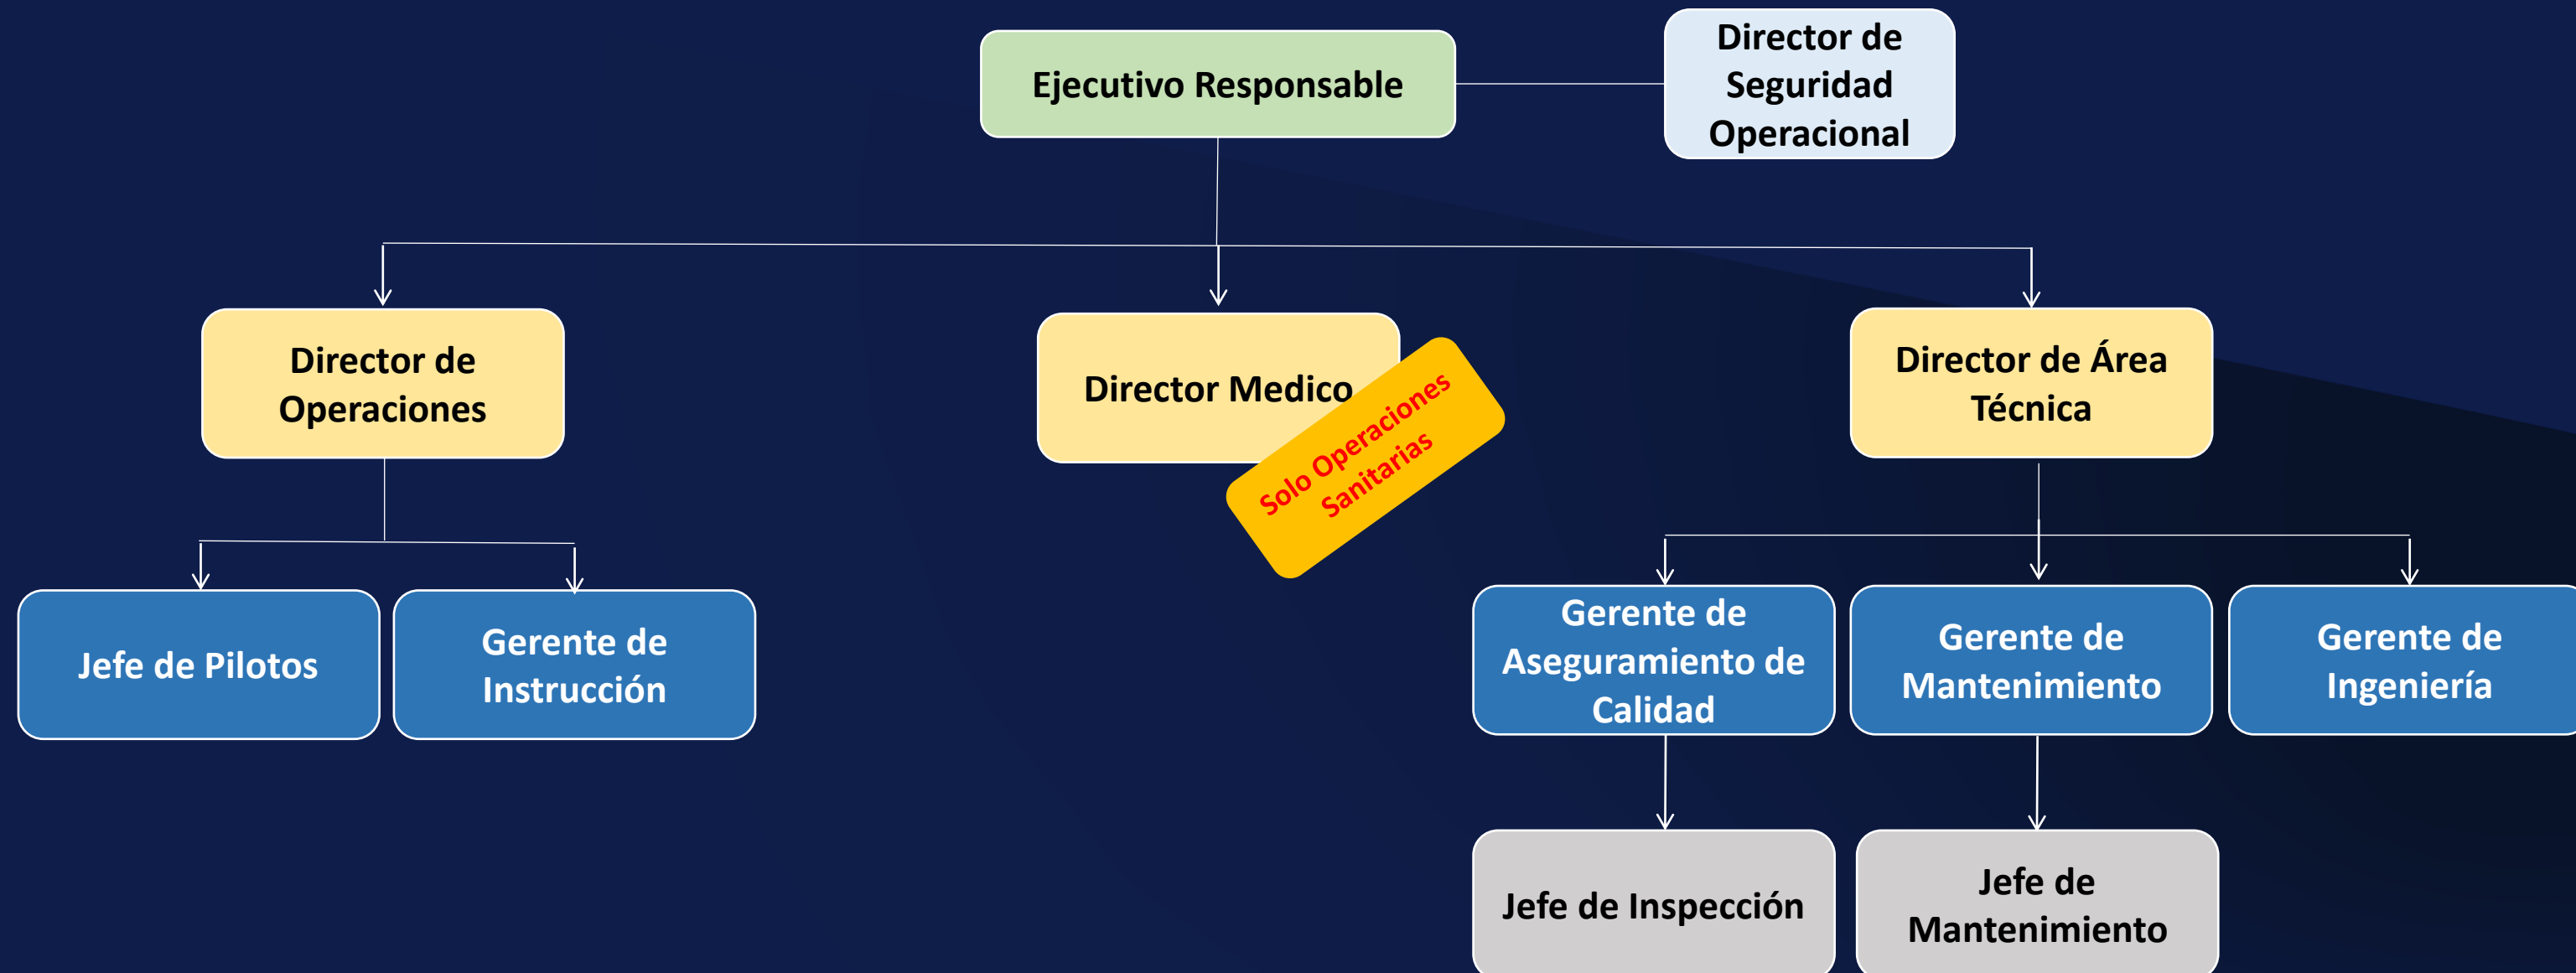 Ejecutivo Responsable
Director de
Seguridad
Operacional
Director de
Operaciones
Director Medico
Solo Operaciones
Sanitarias
Director de Área
Técnica
Jefe de Pilotos
Gerente de
Instrucción
Gerente de
Aseguramiento de
Calidad
Gerente de
Mantenimiento
Gerente de
Ingeniería
Jefe de Inspección
Jefe de
Mantenimiento